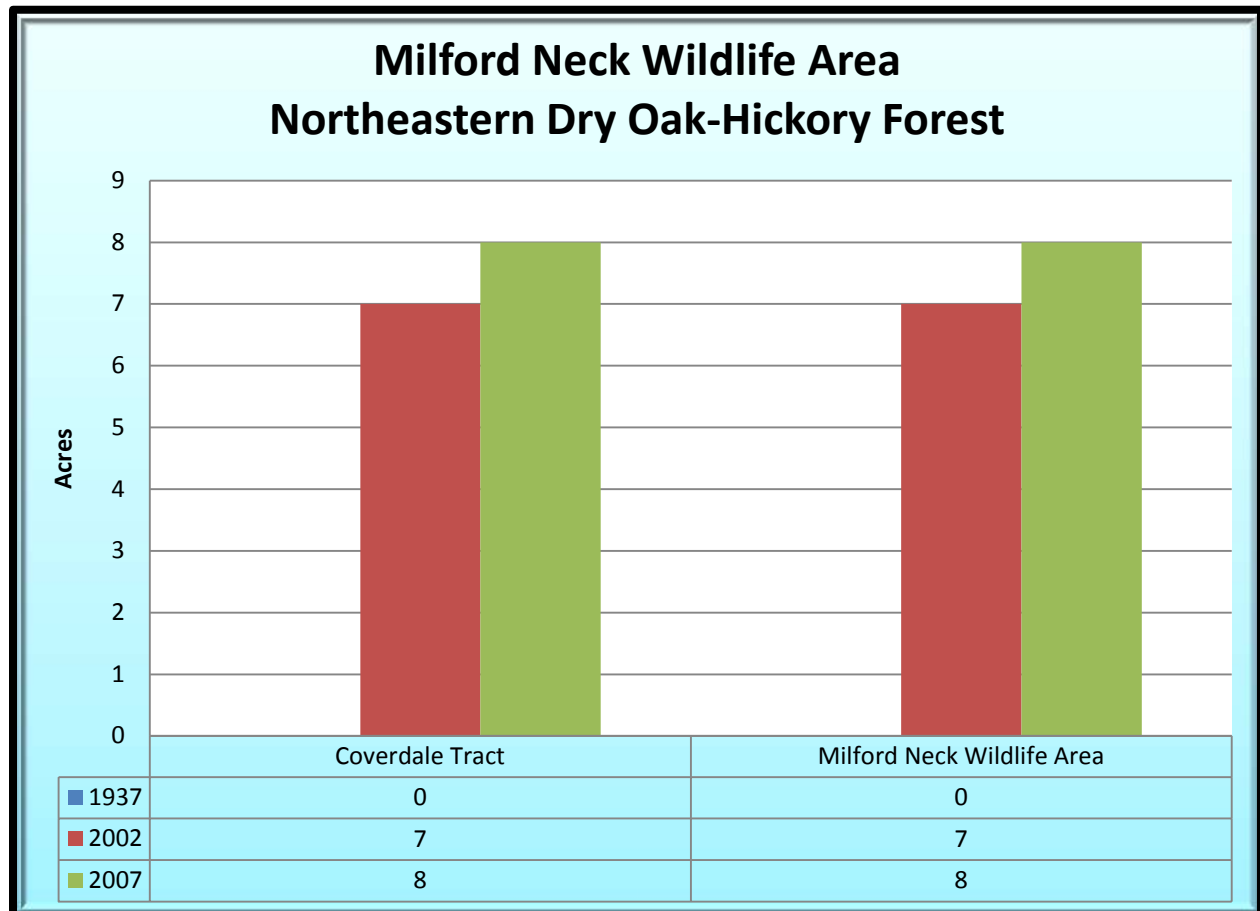 Milford Neck Wildlife Area
Northeastern Dry Oak-Hickory Forest
9
8
7
6
5
4
3
2
1
0
Acres
Coverdale Tract Milford Neck Wildlife Area
1937 0 0
2002 7 7
2007 8 8